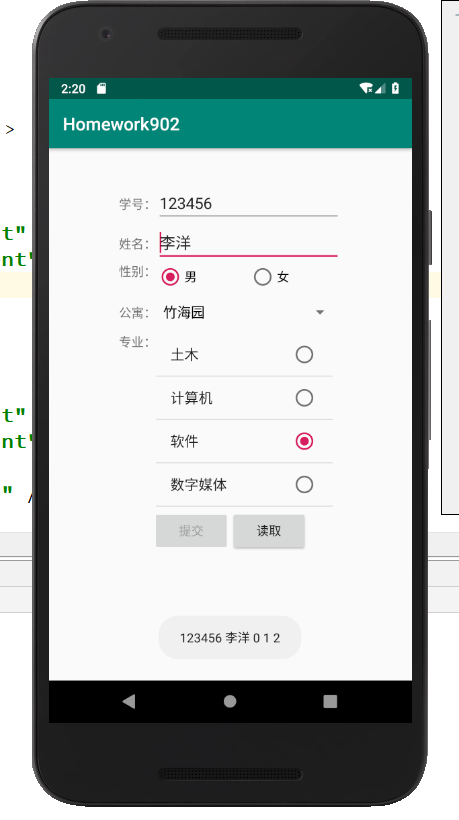 2:20
Homework902
>
学号： 123456
t"
姓名： 李洋
nt"
性别： 男 女
公寓： 竹海园
专业：
土木
计算机
t"
软件
nt"
数字媒体
" /
提交 读取
123456 李洋 0 1 2